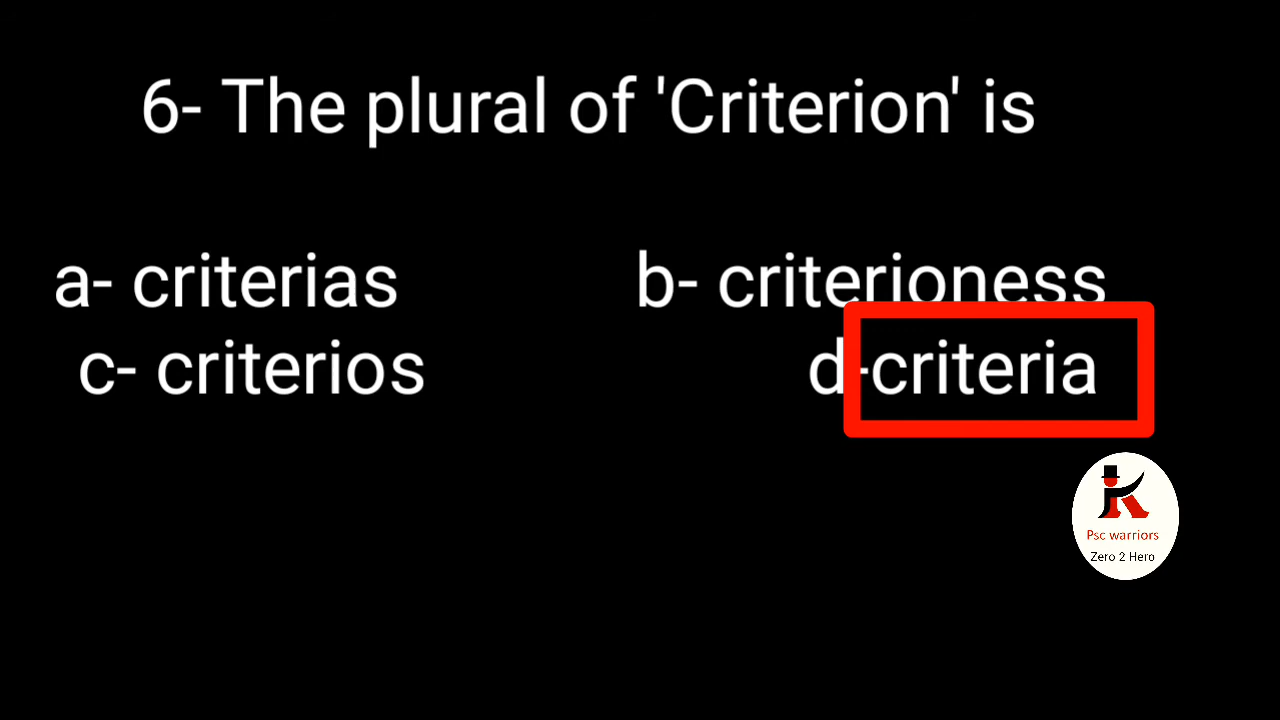 6- The plural of 'Criterion' is
a- criterias b- criterioness
c- criterios d-criteria
Psc warriors
Zero 2 Hero